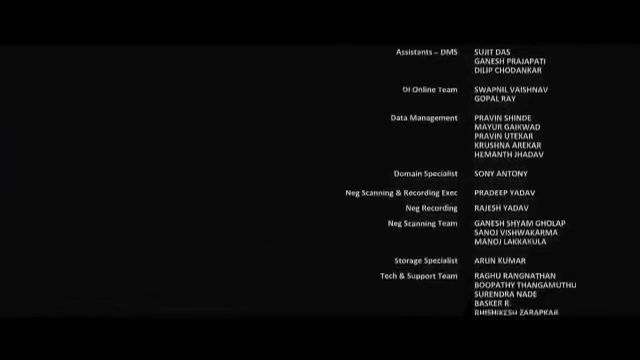 Assistants – DMS SUJIT DAS
GANESH PRAJAPATI
DILIP CHODANKAR
DI Online Team SWAPNIL VAISHNAV
GOPAL RAY
Data Management PRAVIN SHINDE
MAYUR GAIKWAD
PRAVIN UTEKAR
KRUSHNA AREKAR
HEMANTH JHADAV
Domain Specialist SONY ANTONY
Neg Scanning & Recording Exec PRADEEP YADAV
Neg Recording RAJESH YADAV
Neg Scanning Team GANESH SHYAM GHOLAP
SANOJ VISHWAKARMA
MANOJ LAKKAKULA
Storage Specialist ARUN KUMAR
Tech & Support Team RAGHU RANGNATHAN
BOOPATHY THANGAMUTHU
SURENDRA NADE
BASKER R.
RHISHIKESH ZARAPKAR